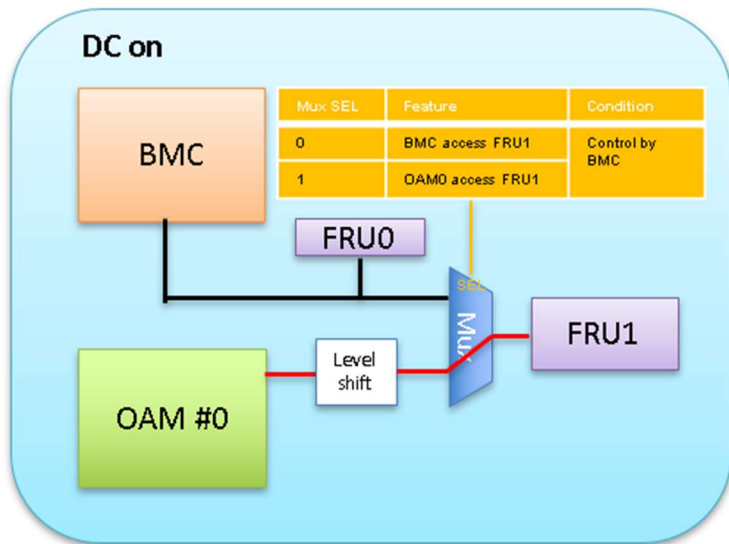 DC on
BMC
Mux SEL Feature Condition
0 BMC access FRU1 Control by
BMC
1 OAM0 access FRU1
FRU0
SEL
Mux
FRU1
Level
shift
OAM #0